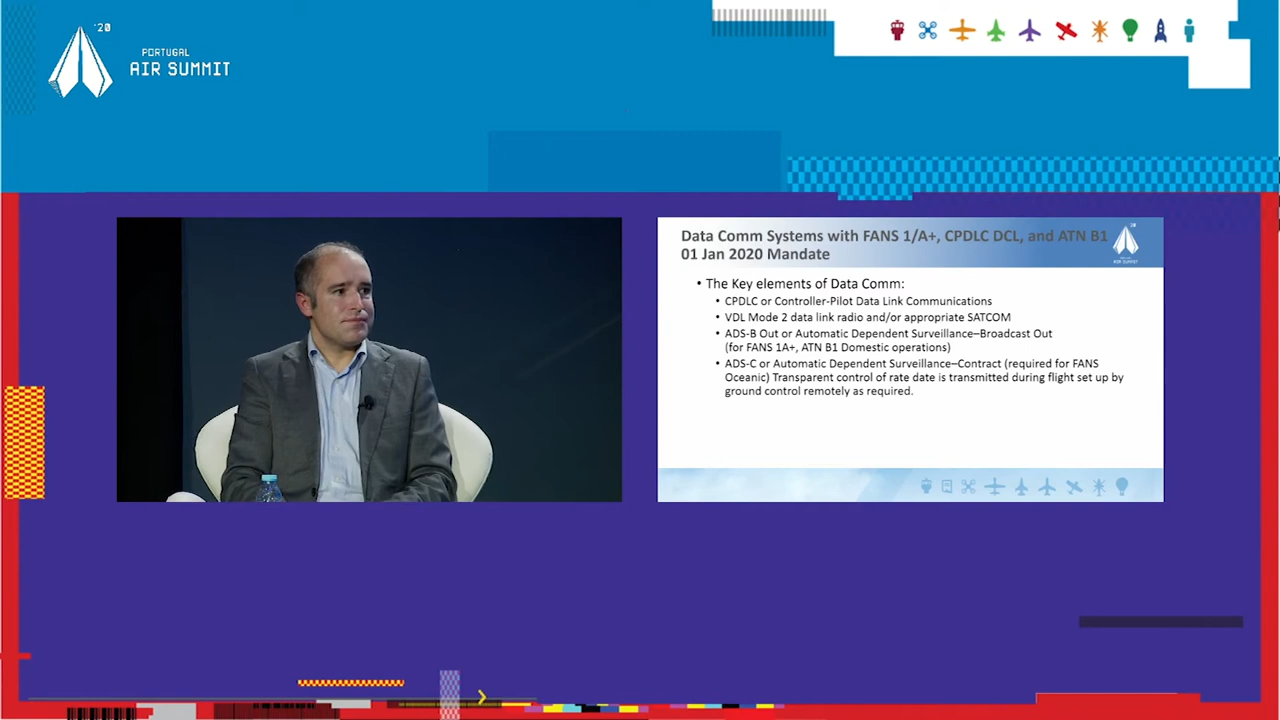 '20
PORTUGAL
AIR SUMMIT
Data Comm Systems with FANS 1/A+, CPDLC DCL, and ATN B1
01 Jan 2020 Mandate
• The Key elements of Data Comm:
• CPDLC or Controller-Pilot Data Link Communications
• VDL Mode 2 data link radio and/or appropriate SATCOM
• ADS-B Out or Automatic Dependent Surveillance–Broadcast Out
(for FANS 1A+, ATN B1 Domestic operations)
• ADS-C or Automatic Dependent Surveillance–Contract (required for FANS
Oceanic) Transparent control of rate date is transmitted during flight set up by
ground control remotely as required.
AIR SUMMIT